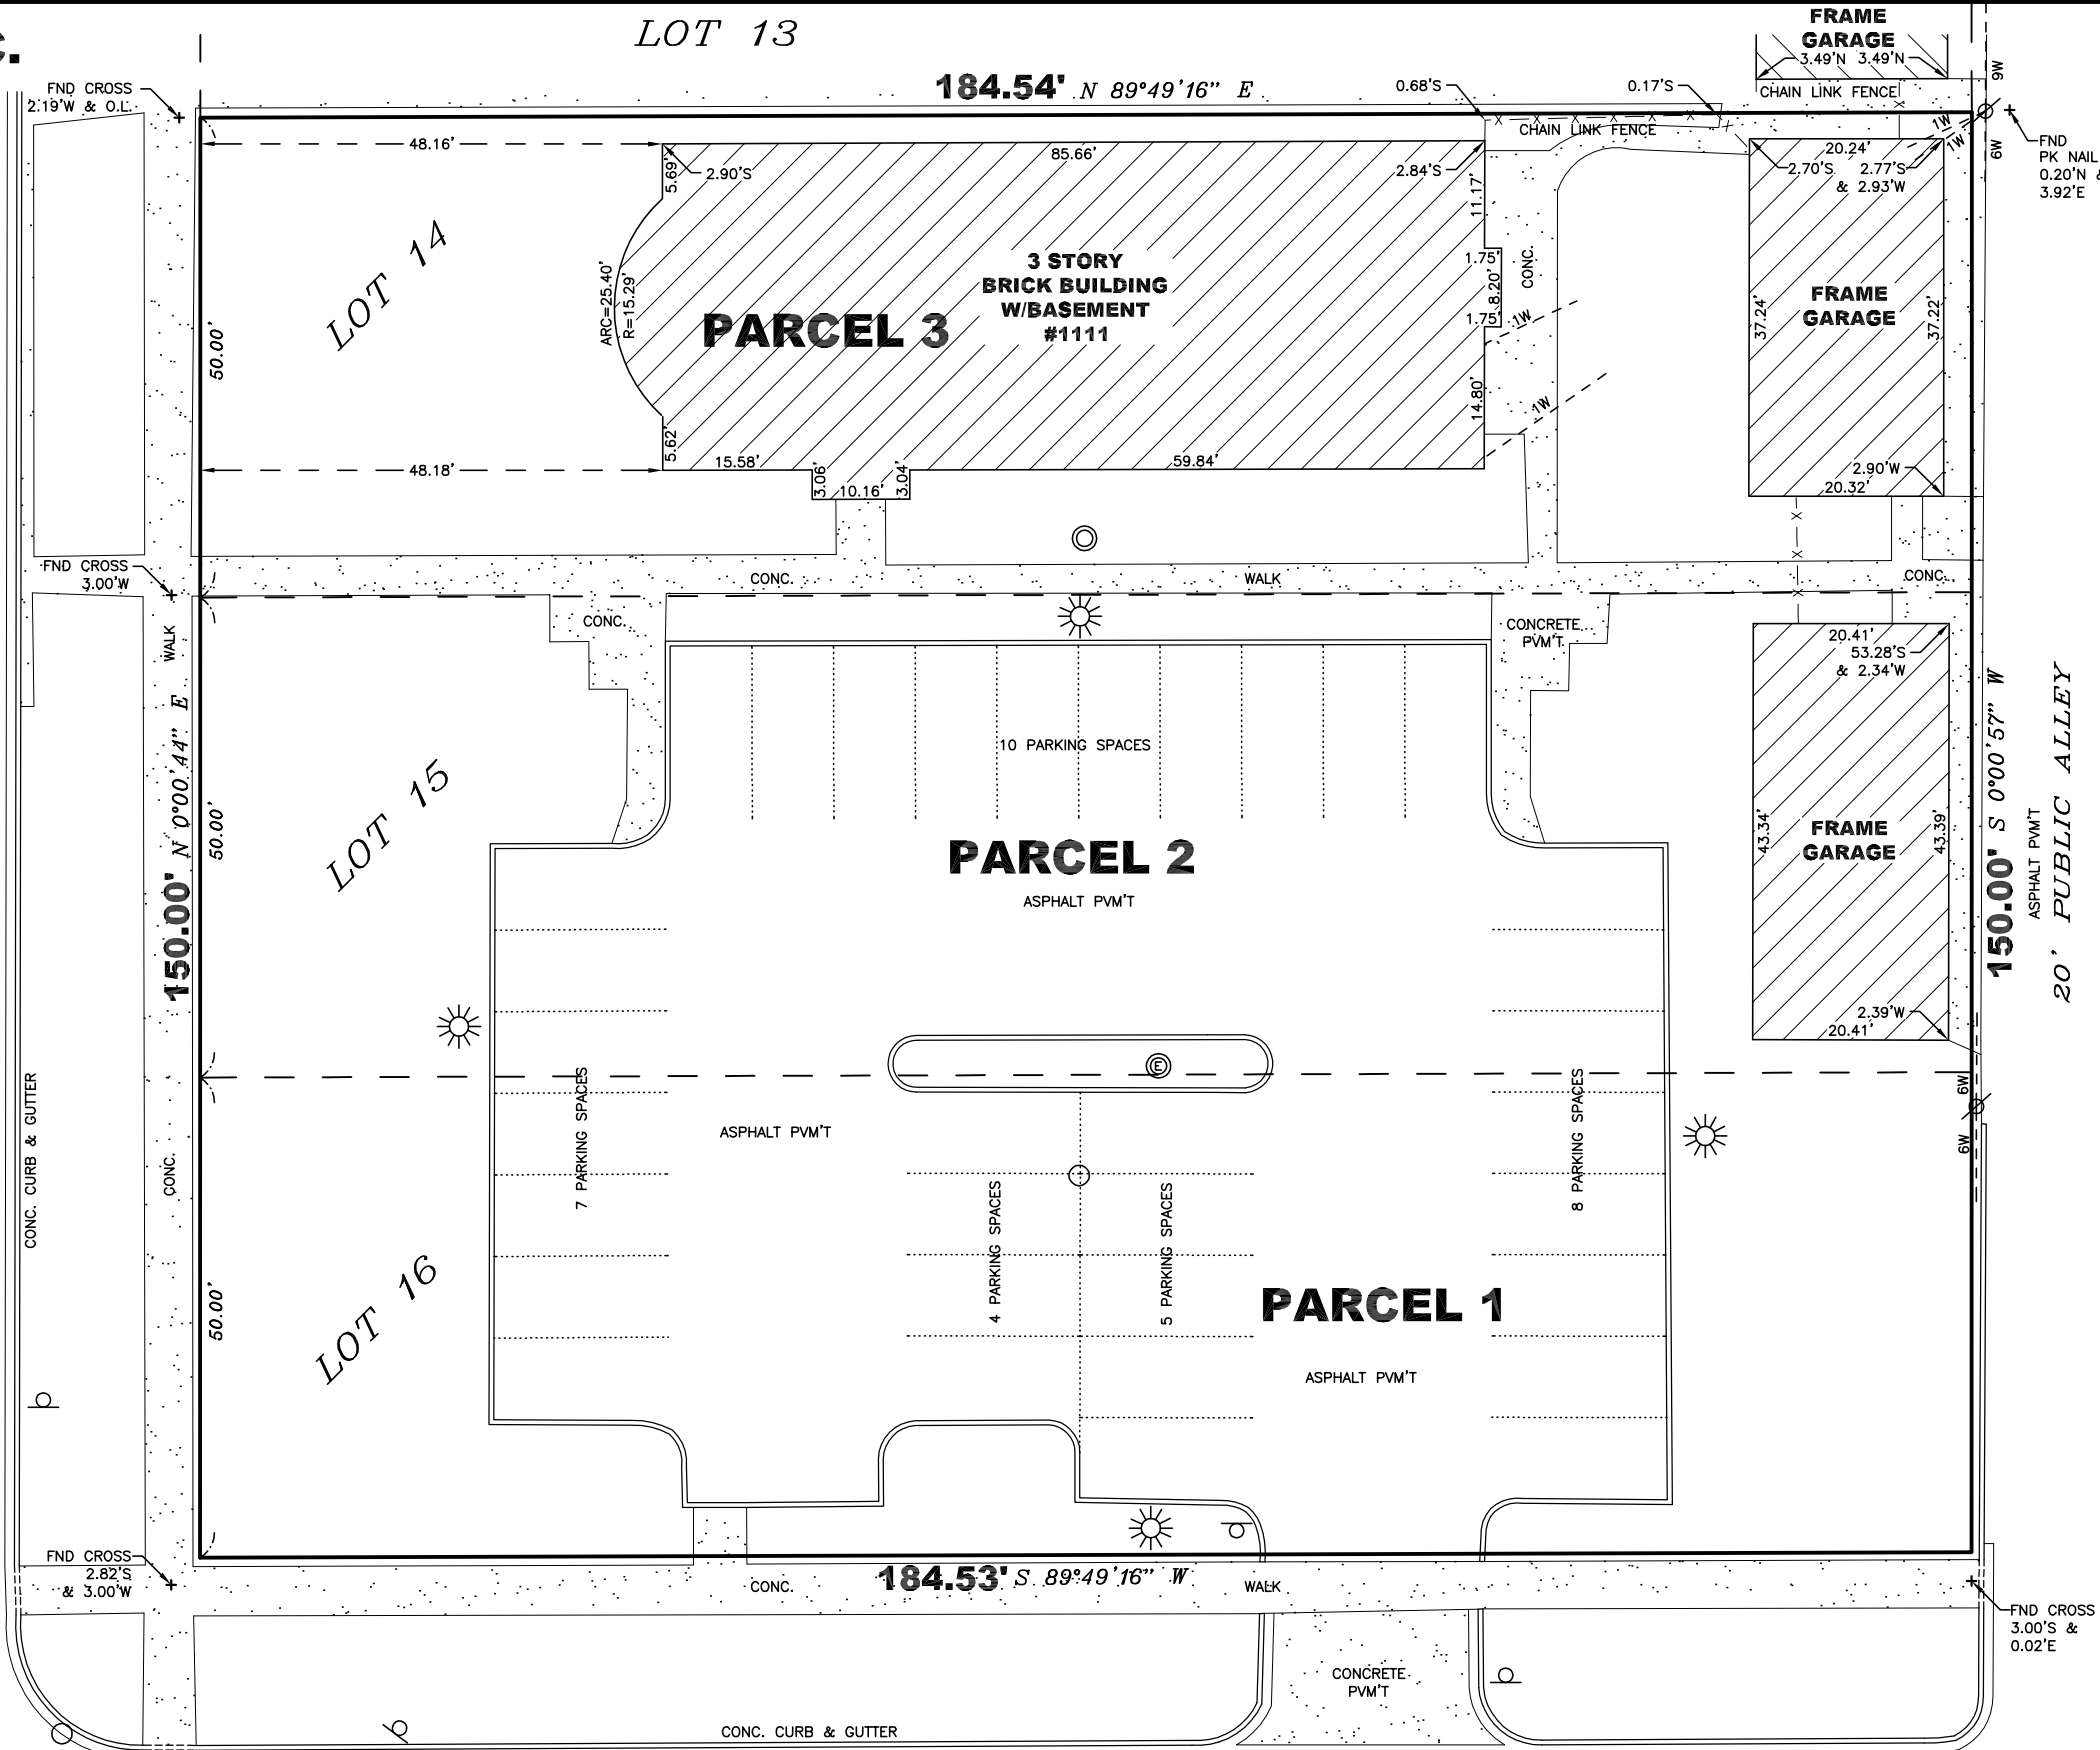 LOT 13
FRAME
GARAGE
3.49'N 3.49'N
CHAIN LINK FENCE
9W
6W
FND CROSS
2.19'W & O.L.
184.54' N 89°49'16" E
0.68'S
0.17'S
CHAIN LINK FENCE
1W
1W
FND
PK NAIL
0.20'N &
3.92'E
48.16'
5.69'
2.90'S
85.66'
2.84'S
11.17'
20.24'
2.70'S
2.77'S
& 2.93'W
LOT 14
50.00'
ARC=25.40'
R=15.29'
PARCEL 3
3 STORY
BRICK BUILDING
W/BASEMENT
#1111
1.75'
8.20'
1.75'
CONC.
1W
14.80'
1W
37.24'
FRAME
GARAGE
37.22'
48.18'
5.62'
15.58'
3.06'
10.16'
3.04'
59.84'
2.90'W
20.32'
FND CROSS
3.00'W
CONC.
WALK
CONC.
CONC.
CONCRETE
PVM'T
WALK
20.41'
53.28'S
& 2.34'W
150.00' N 0°00'44" E
LOT 15
50.00'
10 PARKING SPACES
PARCEL 2
ASPHALT PVM'T
43.34'
FRAME
GARAGE
43.39'
2.39'W
20.41'
150.00' S 0°00'57" W
ASPHALT PVM'T
20' PUBLIC ALLEY
6W
6W
CONC. CURB & GUTTER
CONC.
7 PARKING SPACES
ASPHALT PVM'T
E
4 PARKING SPACES
5 PARKING SPACES
8 PARKING SPACES
LOT 16
50.00'
PARCEL 1
ASPHALT PVM'T
FND CROSS
2.82'S
& 3.00'W
CONC.
184.53' S 89°49'16" W
WALK
FND CROSS
3.00'S &
0.02'E
CONCRETE
PVM'T
CONC. CURB & GUTTER